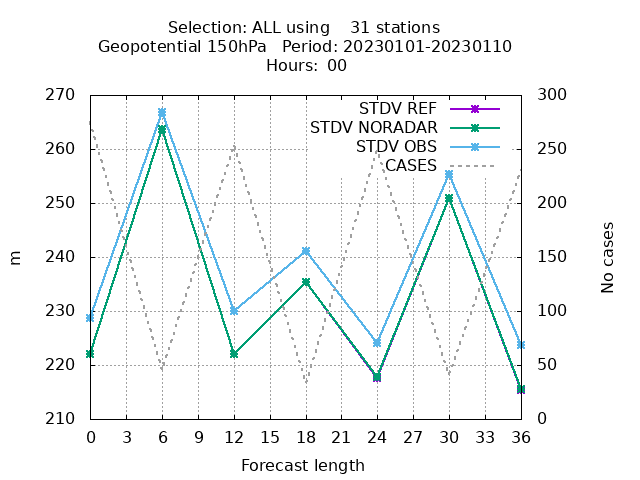 Selection: ALL using    31 stations
Geopotential 150hPa   Period: 20230101-20230110
Hours:  00
270 300
STDV REF
STDV NORADAR
260 STDV OBS 250
CASES
250 200
240 150
m
No cases
230 100
220 50
210 0
0 3 6 9 12 15 18 21 24 27 30 33 36
Forecast length